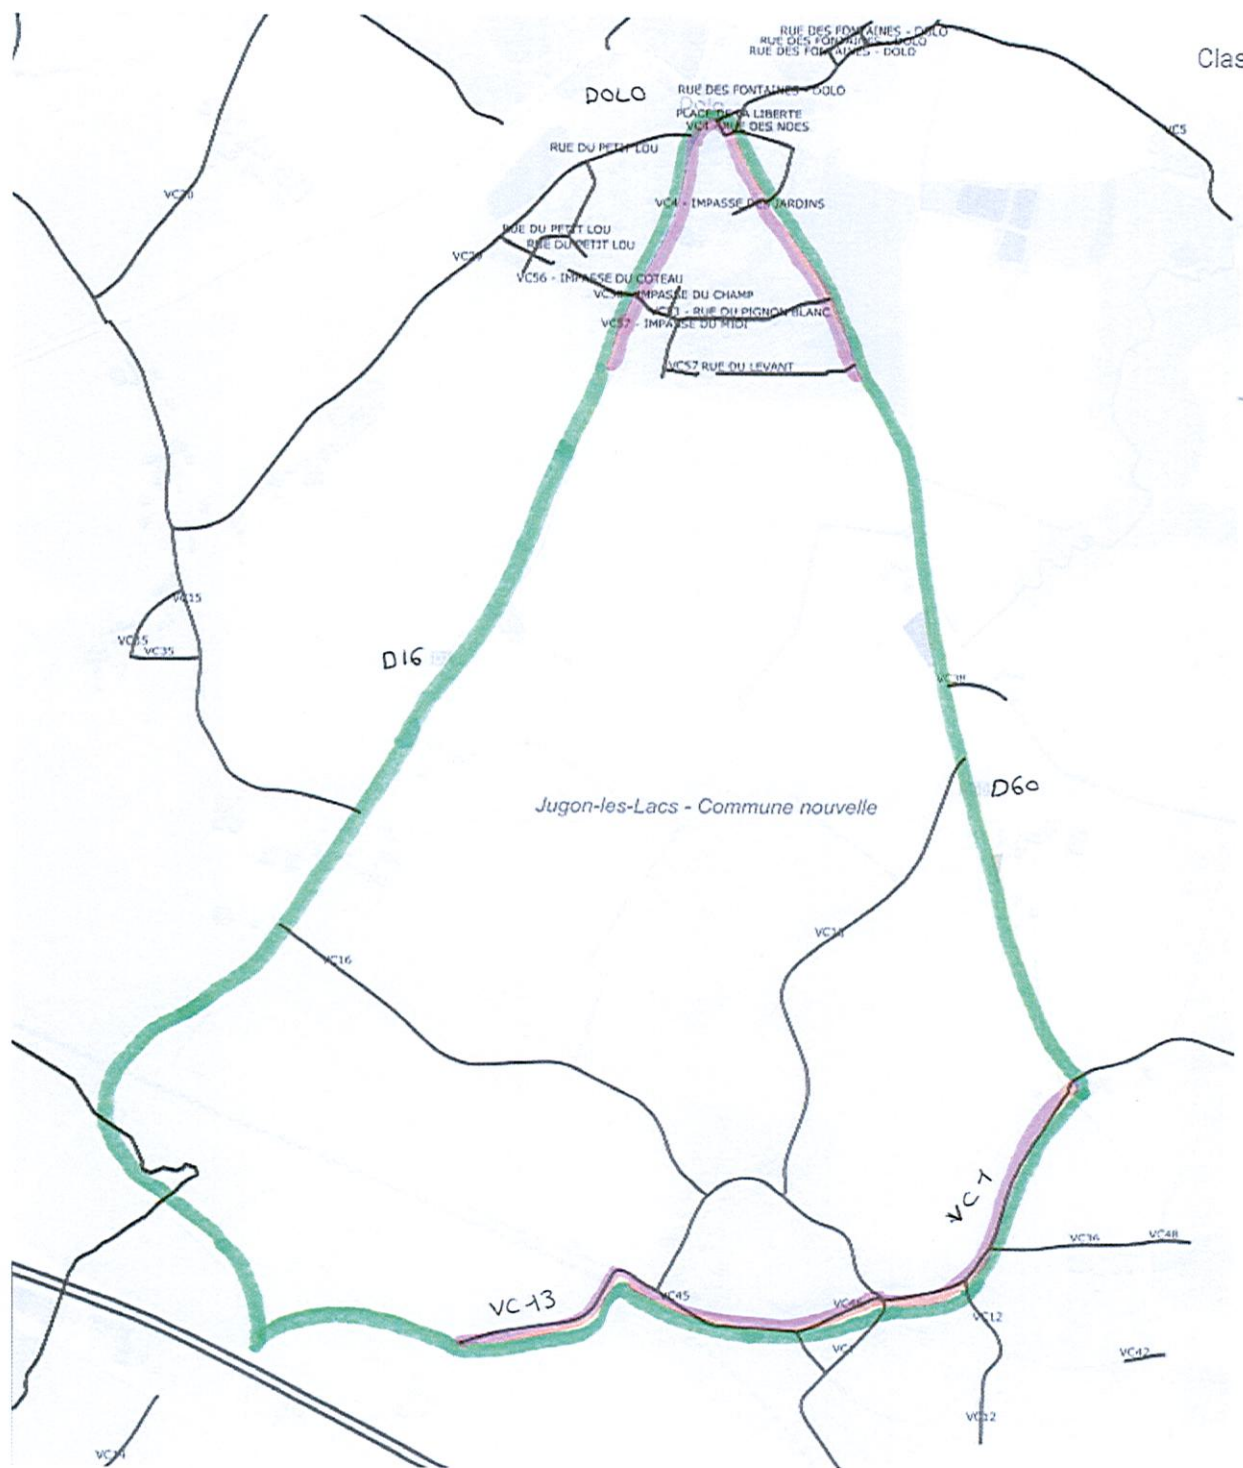 RUE DES FONTAINES - DOLO
RUE DES FONTAINES - DOLO
RUE DES FONTAINES - DOLO
Clas
DOLO
RUE DES FONTAINES - DOLO
Dolo
PLACE DE LA LIBERTE
VC4 - RUE DES NOES
VC5
RUE DU PETIT LOU
VC20
VC4 - IMPASSE DES JARDINS
RUE DU PETIT LOU
RUE DU PETIT LOU
VC56 - IMPASSE DU COTEAU
IMPASSE DU CHAMP
RUE DU PIGNON BLANC
VC57 - IMPASSE DU MIDI
VC57 RUE DU LEVANT
VC15
VC35
VC35
D16
VC38
D60
Jugon-les-Lacs - Commune nouvelle
VC16
VC-1
VC36
VC48
VC-13
VC45
VC12
VC42
VC12